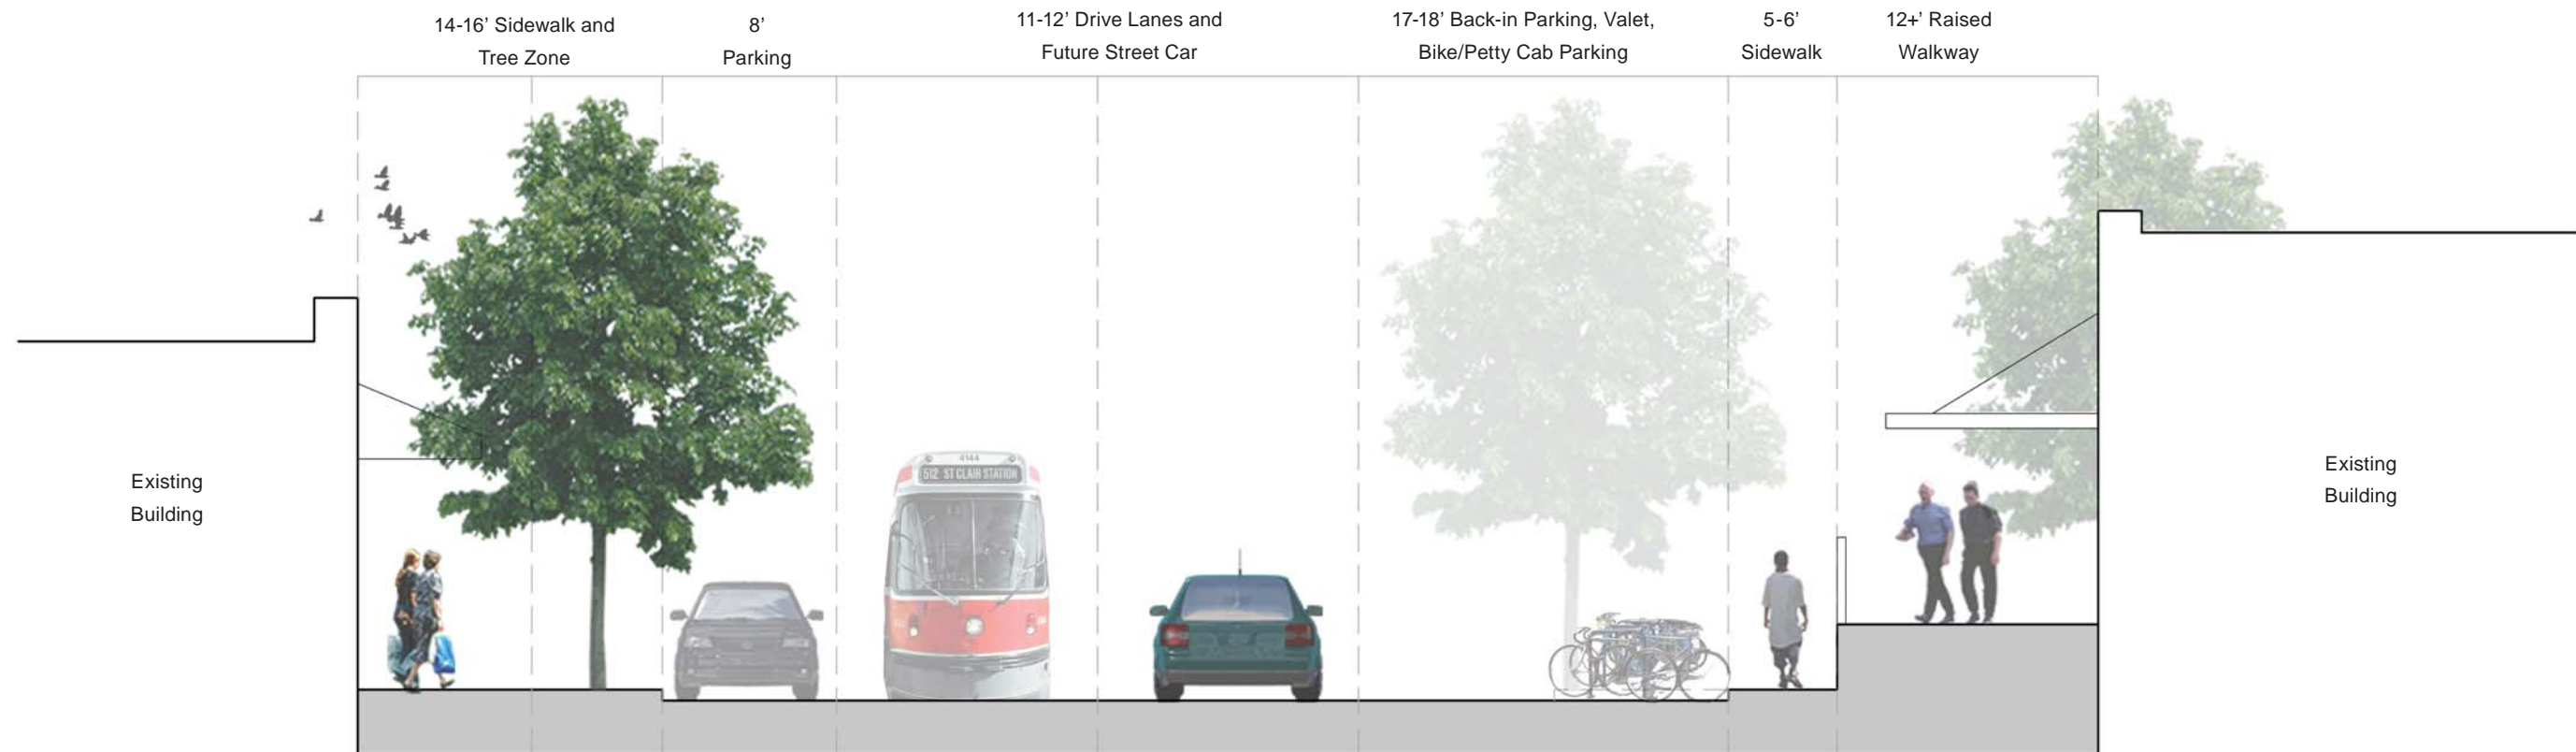 14-16’ Sidewalk and
Tree Zone
8’
Parking
11-12’ Drive Lanes and
Future Street Car
17-18’ Back-in Parking, Valet,
Bike/Petty Cab Parking
5-6’
Sidewalk
12+’ Raised
Walkway
4144
512 ST CLAIR STATION
Existing
Building
Existing
Building